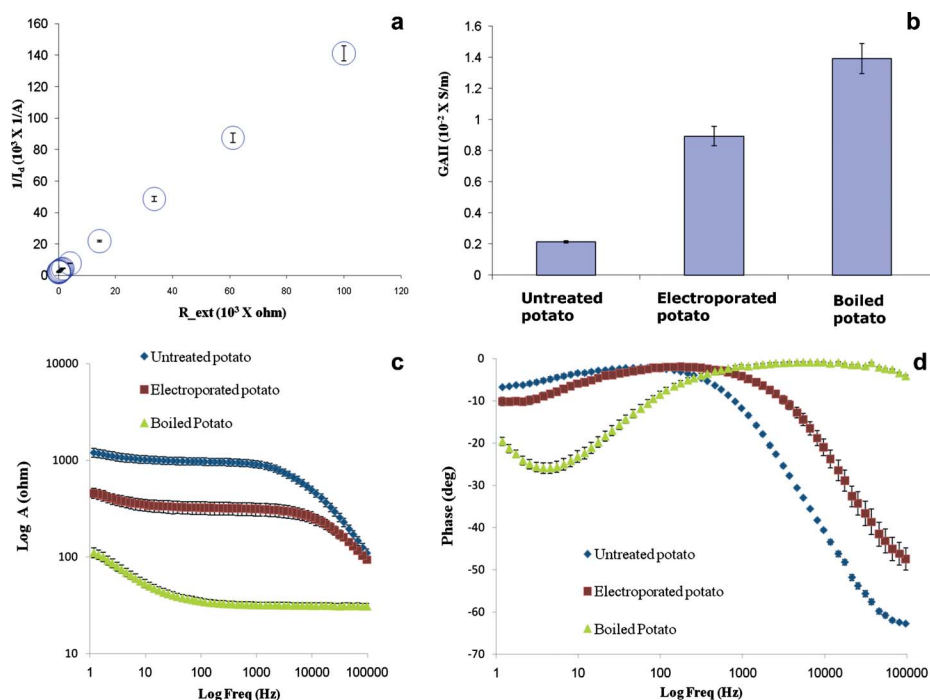 a
160
140
120
100
80
60
40
20
0
1/I_d (10³ X 1/A)
0 20 40 60 80 100 120
R_ext (10³ X ohm)
b
1.6
1.4
1.2
1
0.8
0.6
0.4
0.2
0
GAII (10⁻² X S/m)
Untreated potato
Electroporated potato
Boiled potato
c
10000
1000
100
10
Log A (ohm)
Untreated potato
Electroporated potato
Boiled Potato
1 10 100 1000 10000 100000
Log Freq (Hz)
d
0
-10
-20
-30
-40
-50
-60
-70
Phase (deg)
Untreated potato
Electroporated potato
Boiled Potato
1 10 100 1000 10000 100000
Log Freq (Hz)